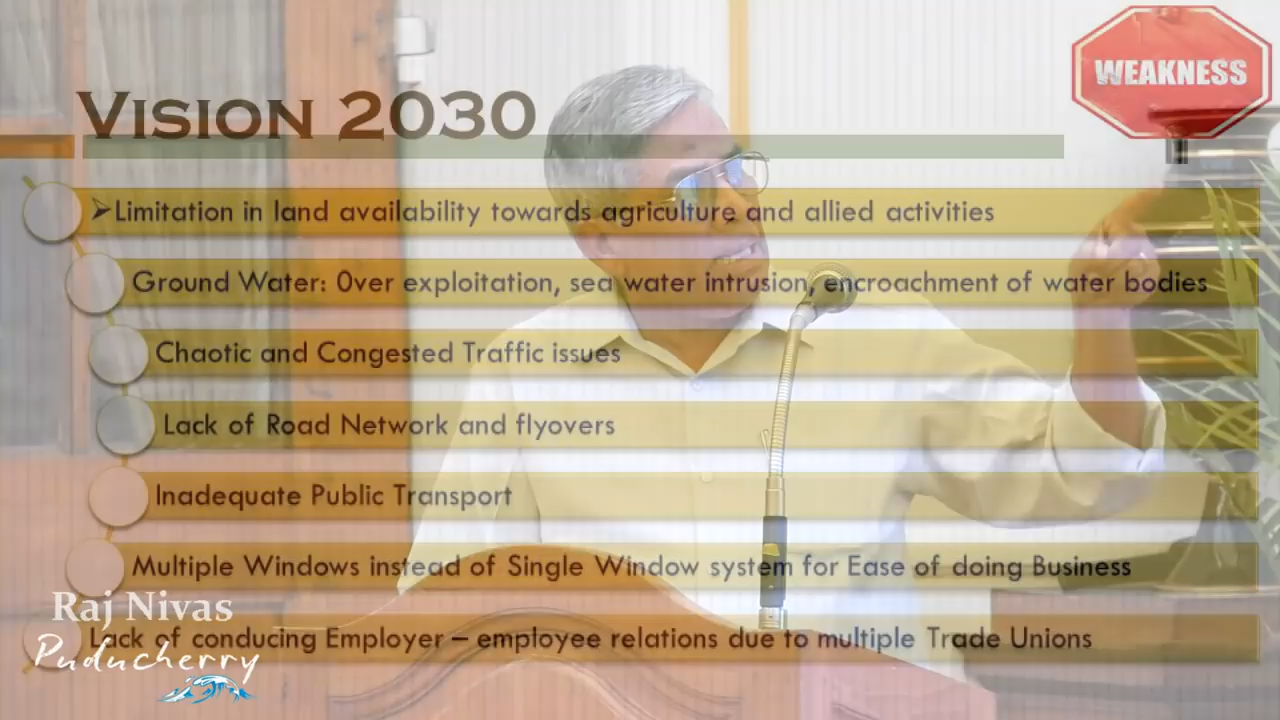 WEAKNESS
VISION 2030
➤Limitation in land availability towards agriculture and allied activities
Ground Water: 0ver exploitation, sea water intrusion, encroachment of water bodies
Chaotic and Congested Traffic issues
Lack of Road Network and flyovers
Inadequate Public Transport
Multiple Windows instead of Single Window system for Ease of doing Business
Lack of conducing Employer – employee relations due to multiple Trade Unions
Raj Nivas
Puducherry